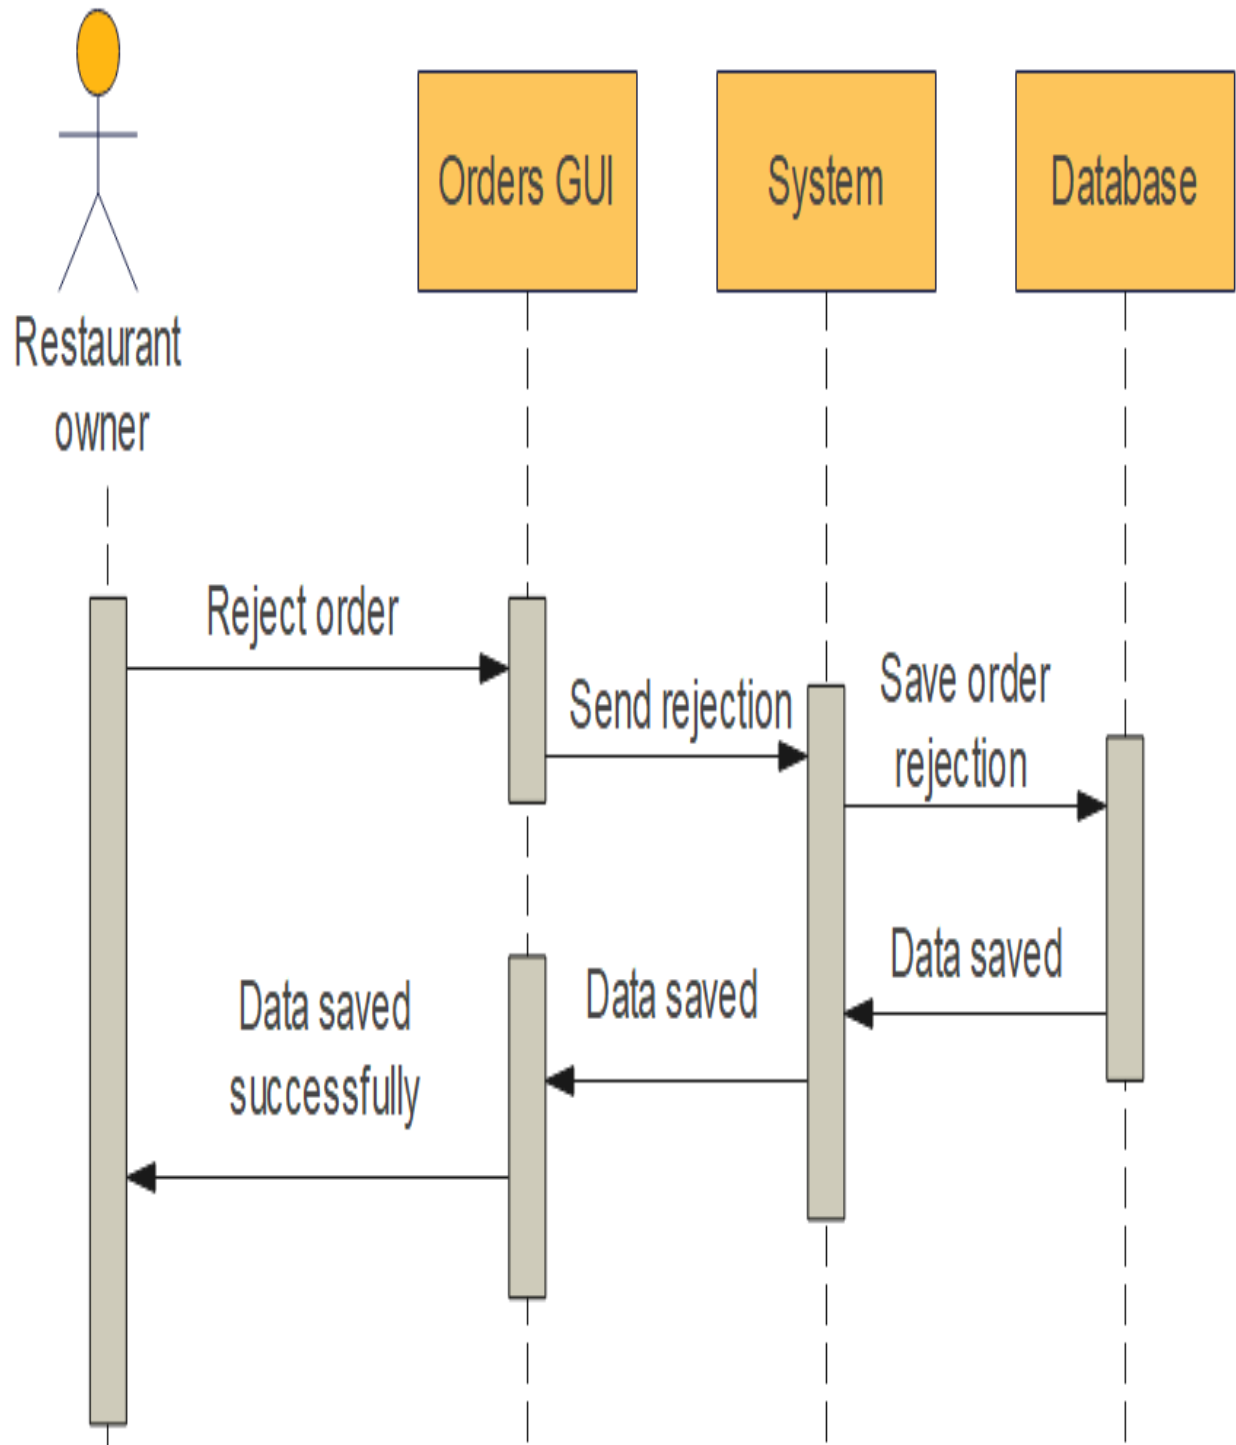 Orders GUI
System
Database
Restaurant
owner
Reject order
Send rejection
Save order
rejection
Data saved
Data saved
Data saved
successfully